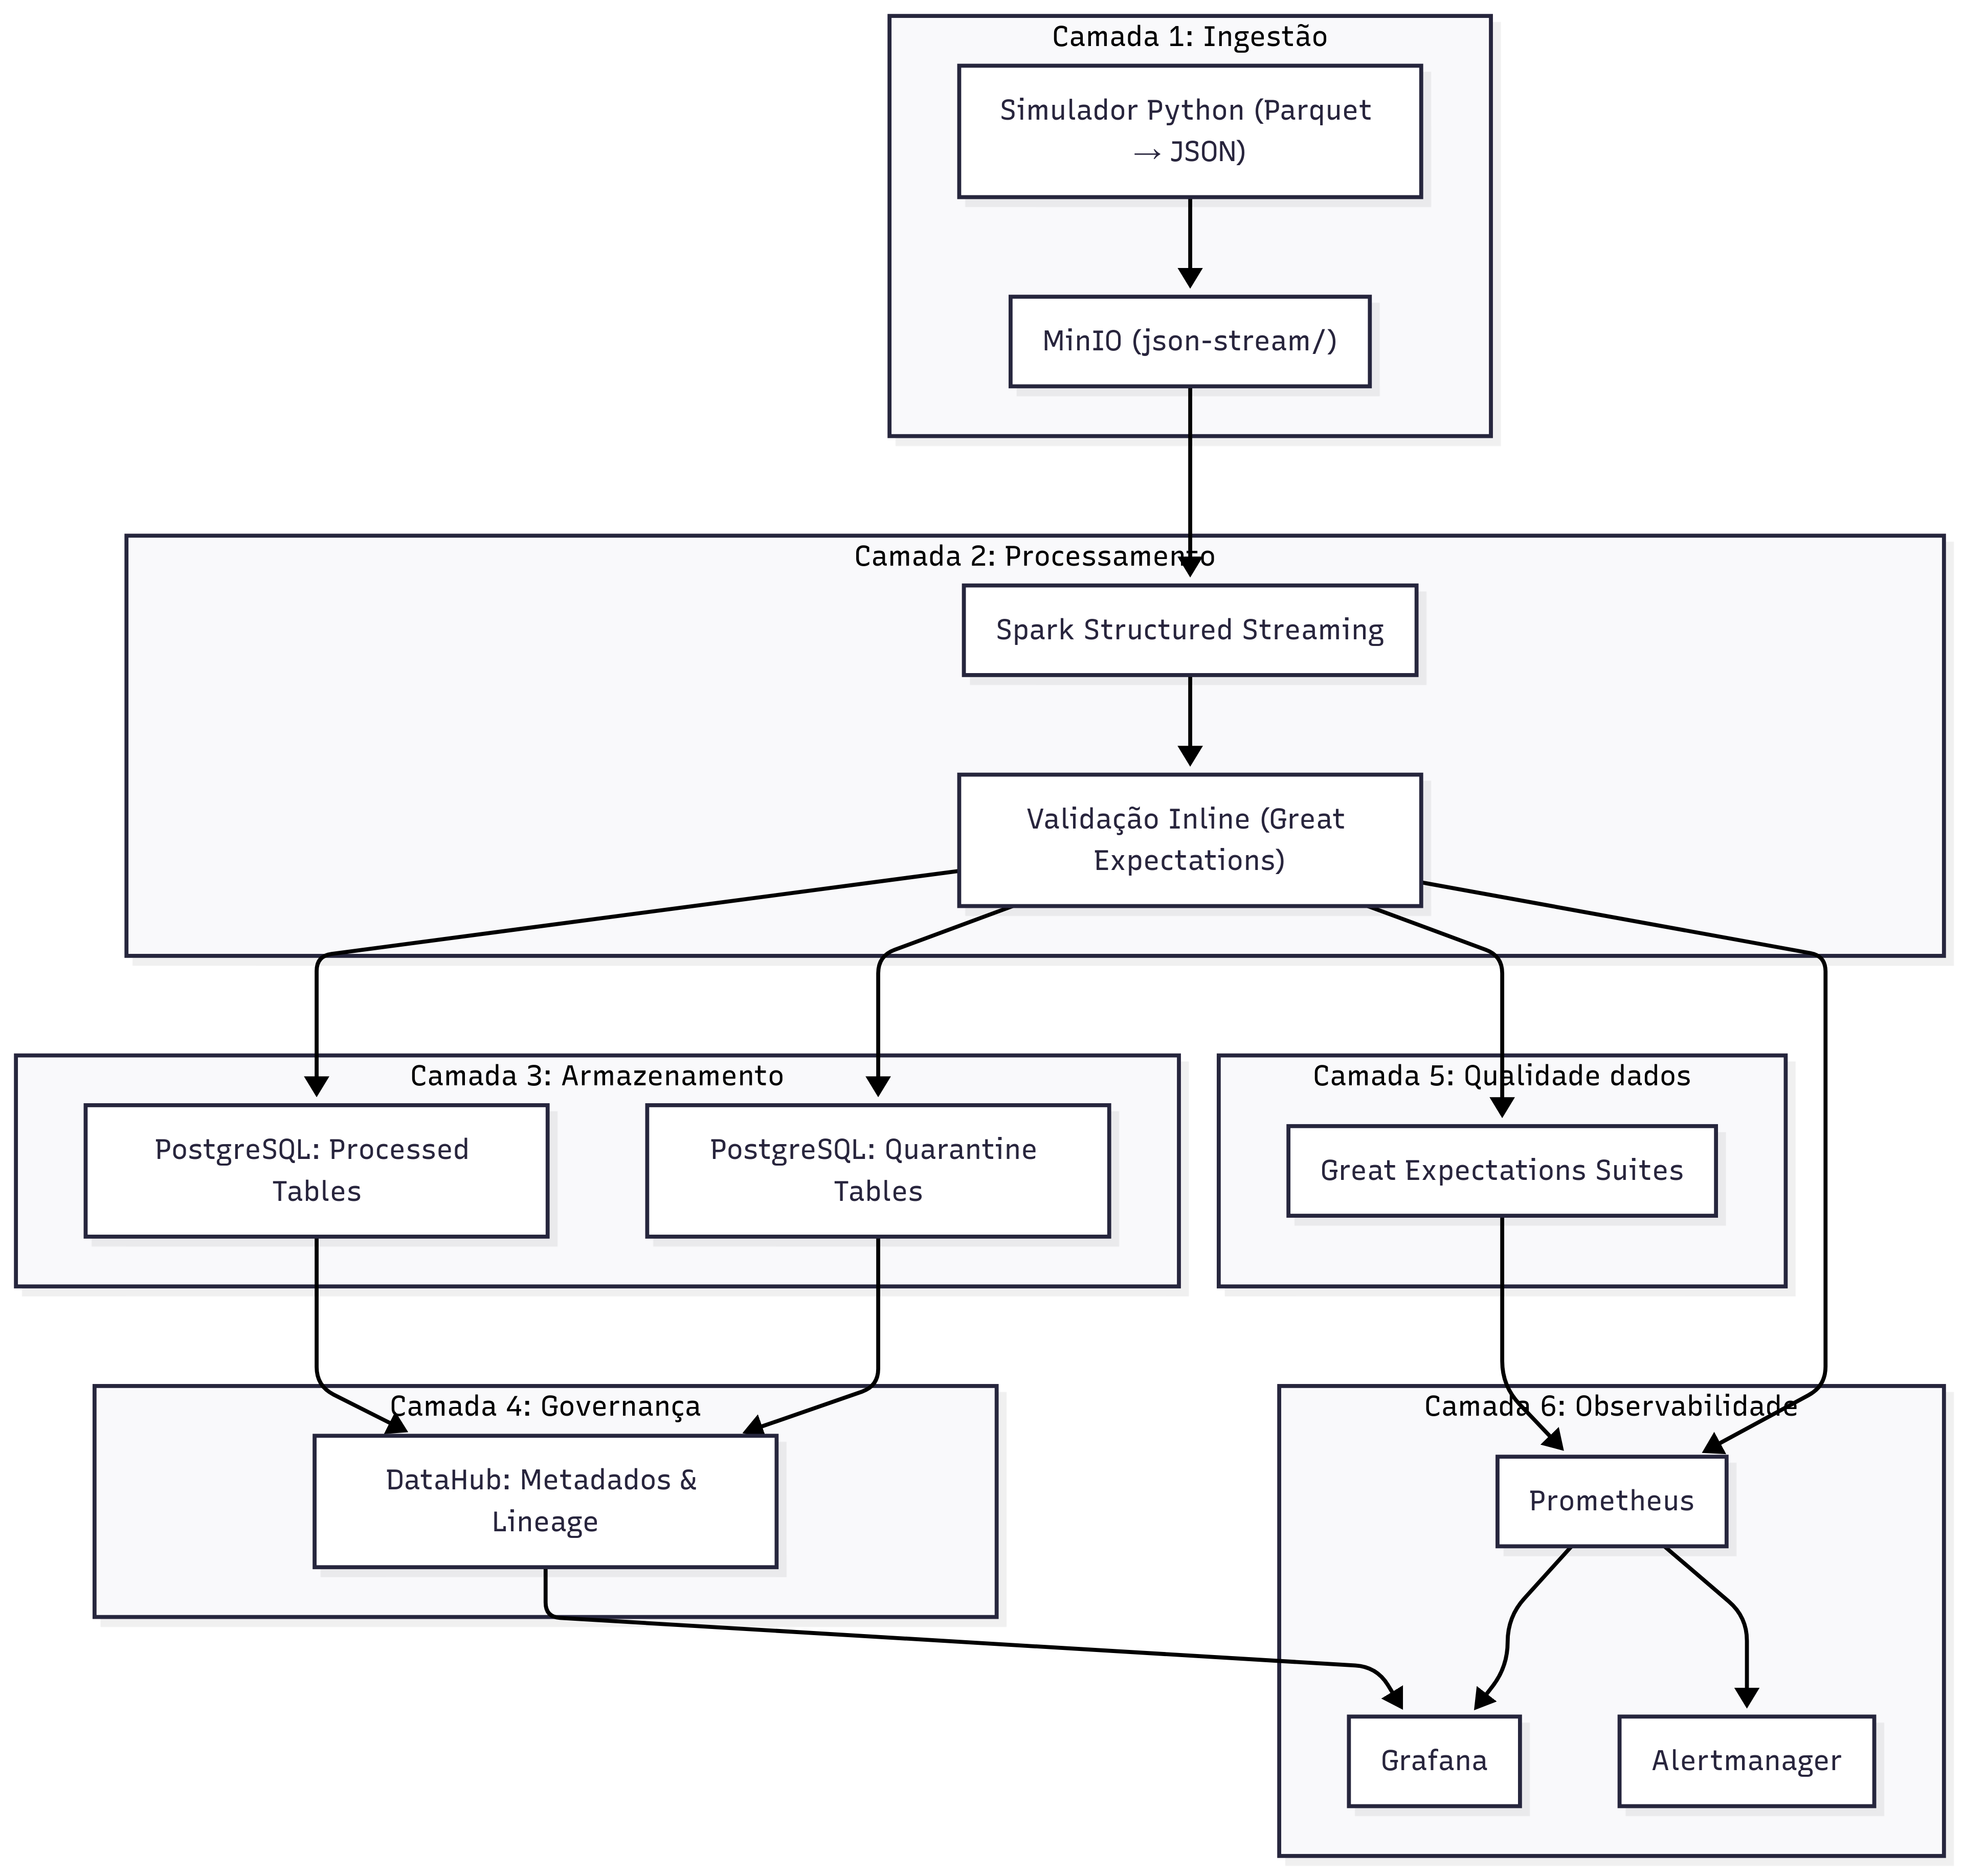 Camada 1: Ingestão
Simulador Python (Parquet
→ JSON)
MinIO (json-stream/)
Camada 2: Processamento
Spark Structured Streaming
Validação Inline (Great
Expectations)
Camada 3: Armazenamento
PostgreSQL: Processed
Tables
PostgreSQL: Quarantine
Tables
Camada 5: Qualidade dados
Great Expectations Suites
Camada 4: Governança
DataHub: Metadados &
Lineage
Camada 6: Observabilidade
Prometheus
Grafana
Alertmanager